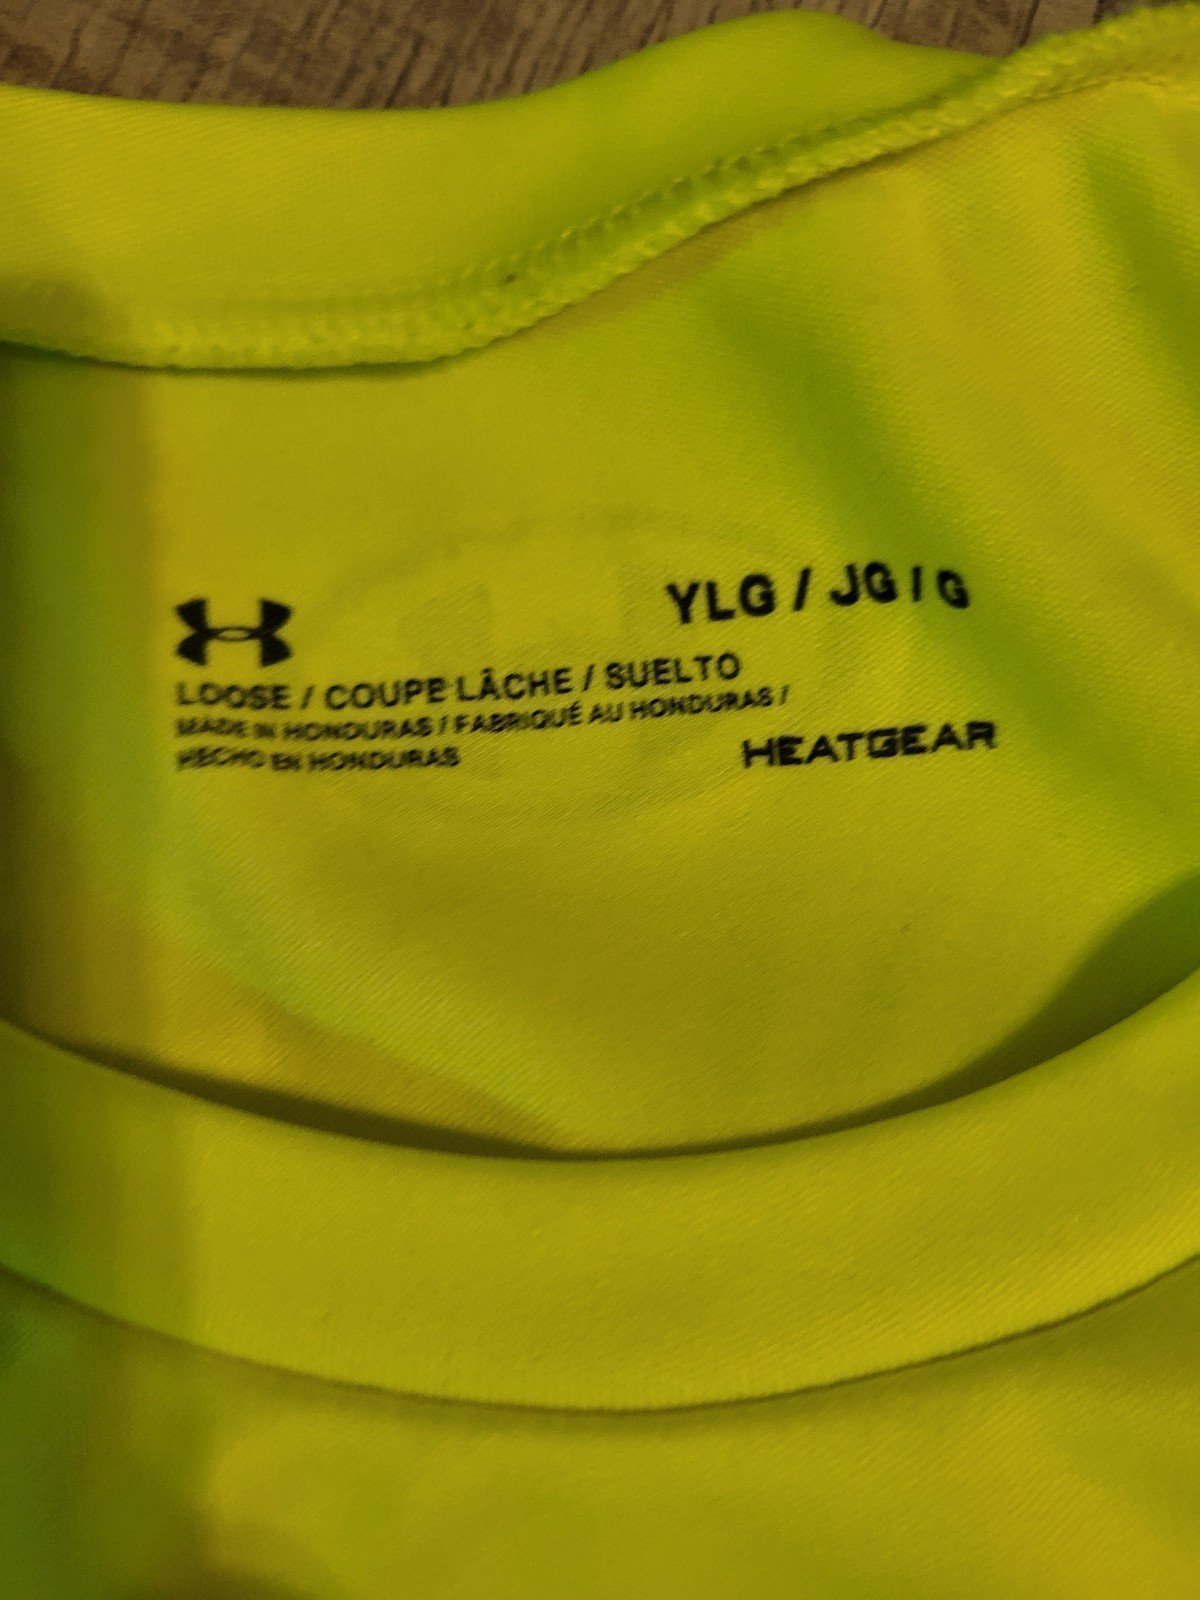 YLG / JG / G
LOOSE / COUPE LÂCHE / SUELTO
MADE IN HONDURAS / FABRIQUÉ AU HONDURAS /
HECHO EN HONDURAS
HEATGEAR